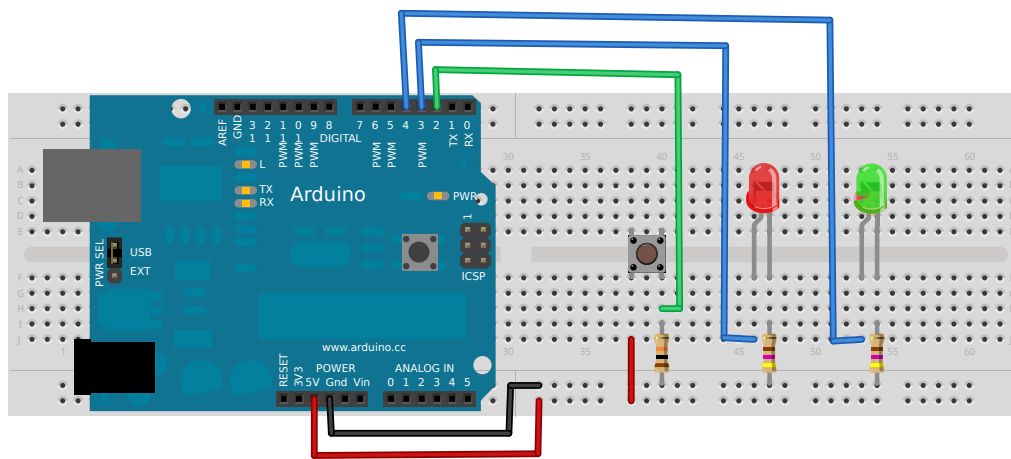 AREF
GND
13
12
11 PWM
10 PWM
9 PWM
8
DIGITAL
7
6 PWM
5 PWM
4
3 PWM
2
1 TX
0 RX
L
TX
RX
Arduino
PWR
1
ICSP
PWR SEL
USB
EXT
www.arduino.cc
POWER
RESET
3V3
5V Gnd Vin
ANALOG IN
0 1 2 3 4 5
30 35 40 45 50 55 60
A
B
C
D
E
F
G
H
I
J
1 30 35 45 50 55 60